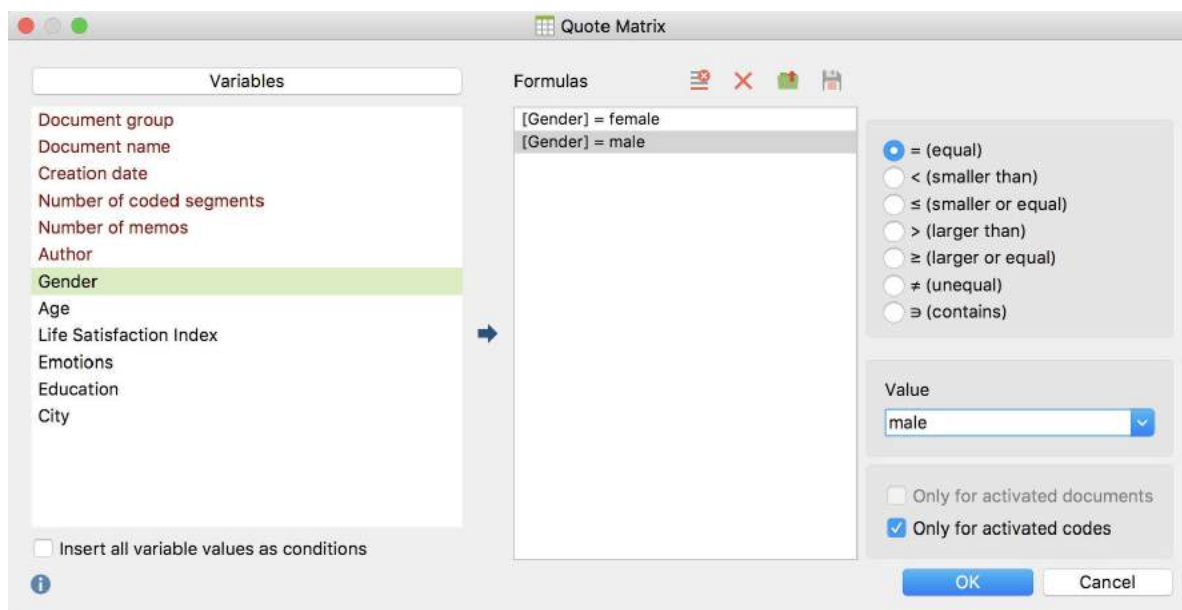 Quote Matrix
Variables
Document group
Document name
Creation date
Number of coded segments
Number of memos
Author
Gender
Age
Life Satisfaction Index
Emotions
Education
City
Insert all variable values as conditions
Formulas
[Gender] = female
[Gender] = male
= (equal)
< (smaller than)
≤ (smaller or equal)
> (larger than)
≥ (larger or equal)
≠ (unequal)
∋ (contains)
Value
male
Only for activated documents
Only for activated codes
OK
Cancel